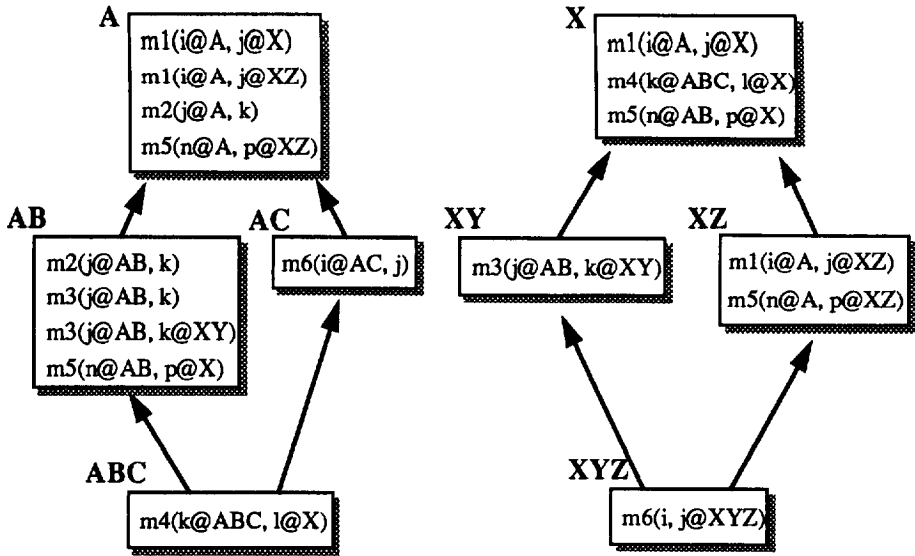 A
m1(i@A, j@X)
m1(i@A, j@XZ)
m2(j@A, k)
m5(n@A, p@XZ)
X
m1(i@A, j@X)
m4(k@ABC, l@X)
m5(n@AB, p@X)
AB
m2(j@AB, k)
m3(j@AB, k)
m3(j@AB, k@XY)
m5(n@AB, p@X)
AC
m6(i@AC, j)
XY
m3(j@AB, k@XY)
XZ
m1(i@A, j@XZ)
m5(n@A, p@XZ)
ABC
m4(k@ABC, l@X)
XYZ
m6(i, j@XYZ)